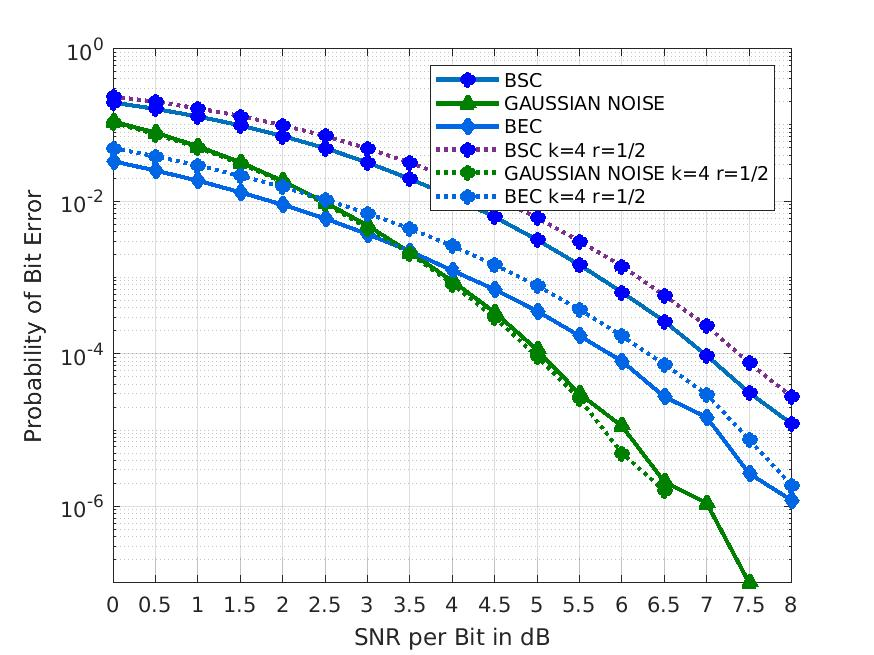 10^0
10^-2
10^-4
10^-6
Probability of Bit Error
BSC
GAUSSIAN NOISE
BEC
BSC k=4 r=1/2
GAUSSIAN NOISE k=4 r=1/2
BEC k=4 r=1/2
0 0.5 1 1.5 2 2.5 3 3.5 4 4.5 5 5.5 6 6.5 7 7.5 8
SNR per Bit in dB